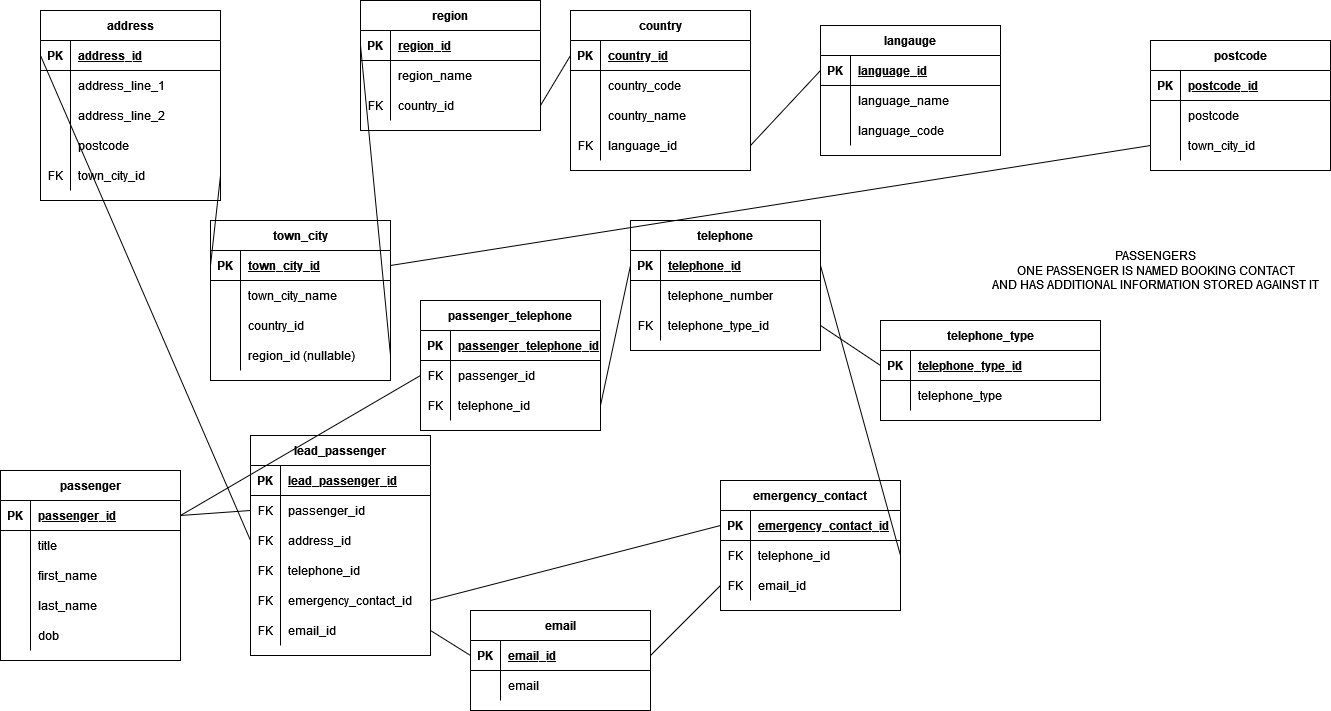 address
PK address_id
address_line_1
address_line_2
postcode
FK town_city_id
region
PK region_id
region_name
FK country_id
country
PK country_id
country_code
country_name
FK language_id
langauge
PK language_id
language_name
language_code
postcode
PK postcode_id
postcode
town_city_id
town_city
PK town_city_id
town_city_name
country_id
region_id (nullable)
telephone
PK telephone_id
telephone_number
FK telephone_type_id
PASSENGERS
ONE PASSENGER IS NAMED BOOKING CONTACT
AND HAS ADDITIONAL INFORMATION STORED AGAINST IT
passenger_telephone
PK passenger_telephone_id
FK passenger_id
FK telephone_id
telephone_type
PK telephone_type_id
telephone_type
lead_passenger
PK lead_passenger_id
FK passenger_id
FK address_id
FK telephone_id
FK emergency_contact_id
FK email_id
passenger
PK passenger_id
title
first_name
last_name
dob
emergency_contact
PK emergency_contact_id
FK telephone_id
FK email_id
email
PK email_id
email